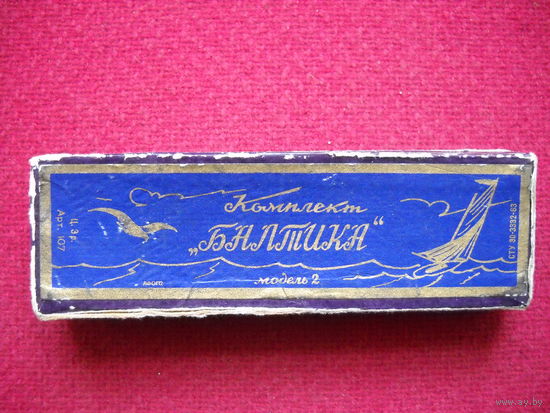 Комплект
„БАЛТИКА“
модель 2
Арт. 107
Ц. 3 р.
СТУ 30-3332-63
www.ay.by